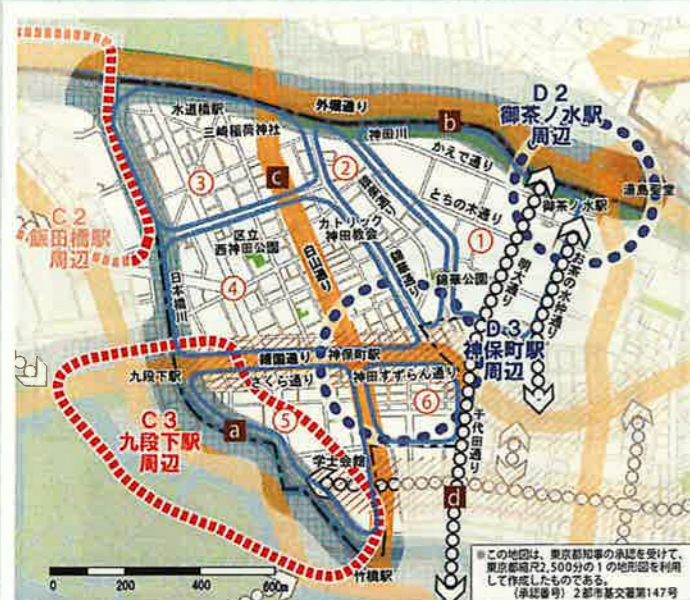 外堀通り
水道橋駅
三崎稲荷神社
神田川
b
D2
御茶ノ水駅
周辺
かえで通り
湯島聖堂
c
②
③
とちの木通り
御茶ノ水駅
C2
飯田橋駅
周辺
区立
西神田公園
カトリック
神田教会
①
お茶の水仲通り
明大通り
白山通り
錦華公園
④
日本橋川
D3
神保町駅
周辺
靖国通り
神保町駅
九段下駅
さくら通り
神田すずらん通り
⑥
C3
九段下駅
周辺
a
⑤
千代田通り
学士会館
d
竹橋駅
0
200
400
600m
※この地図は、東京都知事の承認を受けて、
東京都縮尺2,500分の1の地形図を利用
して作成したものである。
(承認番号) 2都市基交著第147号